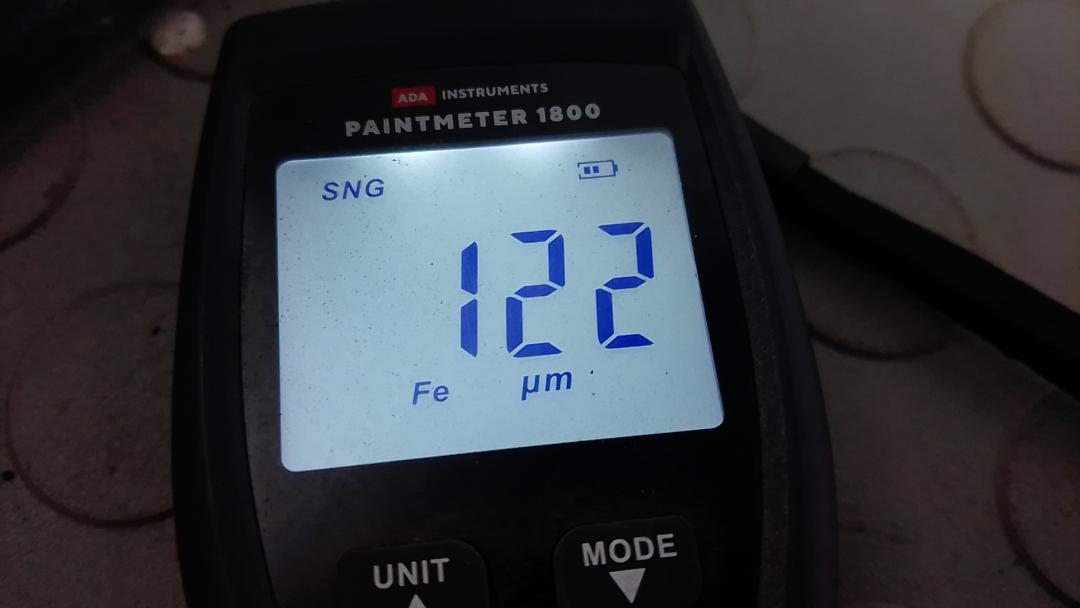 ADA INSTRUMENTS
PAINTMETER 1800
SNG
122
Fe µm
UNIT MODE